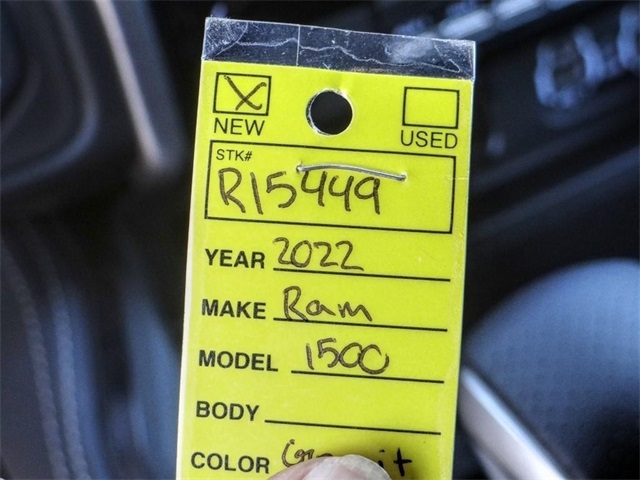 NEW USED
STK#
R15449
YEAR 2022
MAKE Ram
MODEL 1500
BODY
COLOR